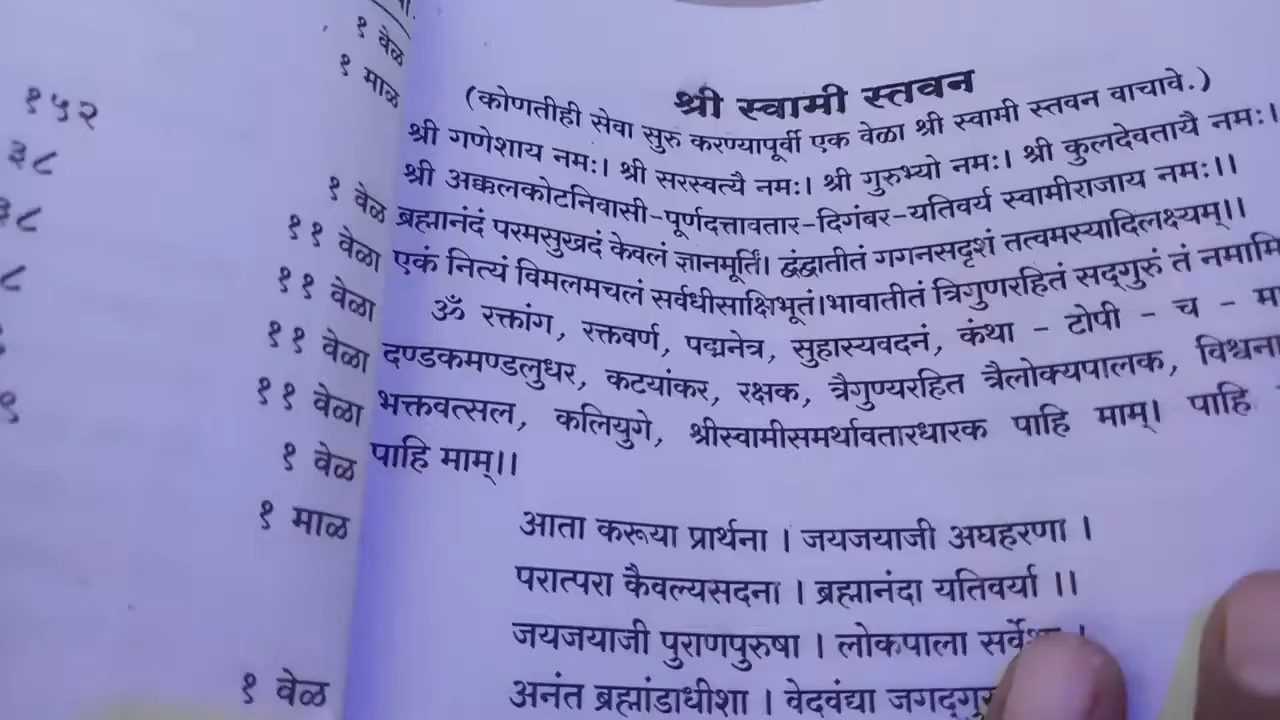 १ वेळ
१ माळ
१५२
३८
१ वेळ
११ वेळा
११ वेळा
११ वेळा
११ वेळा
१ वेळ
१ माळ
१ वेळ
श्री स्वामी स्तवन
(कोणतीही सेवा सुरु करण्यापूर्वी एक वेळा श्री स्वामी स्तवन वाचावे.)
श्री गणेशाय नमः। श्री सरस्वत्यै नमः। श्री गुरुभ्यो नमः। श्री कुलदेवतायै नमः।
श्री अक्कलकोटनिवासी-पूर्णदत्तावतार-दिगंबर-यतिवर्य स्वामीराजाय नमः।।
ब्रह्मानंदं परमसुखदं केवलं ज्ञानमूर्तिं। द्वंद्वातीतं गगनसदृशं तत्वमस्यादिलक्ष्यम्।।
एकं नित्यं विमलमचलं सर्वधीसाक्षिभूतं।भावातीतं त्रिगुणरहितं सद्‌गुरुं तं नमामि
ॐ रक्तांग, रक्तवर्ण, पद्मनेत्र, सुहास्यवदनं, कंथा - टोपी - च - मा
दण्डकमण्डलुधर, कटयांकर, रक्षक, त्रैगुण्यरहित त्रैलोक्यपालक, विश्वना
भक्तवत्सल, कलियुगे, श्रीस्वामीसमर्थावतारधारक पाहि माम्। पाहि
पाहि माम्।।
आता करूया प्रार्थना । जयजयाजी अघहरणा ।
परात्परा कैवल्यसदना । ब्रह्मानंदा यतिवर्या ।।
जयजयाजी पुराणपुरुषा । लोकपाला
अनंत ब्रह्मांडाधीशा । वेदवंद्या